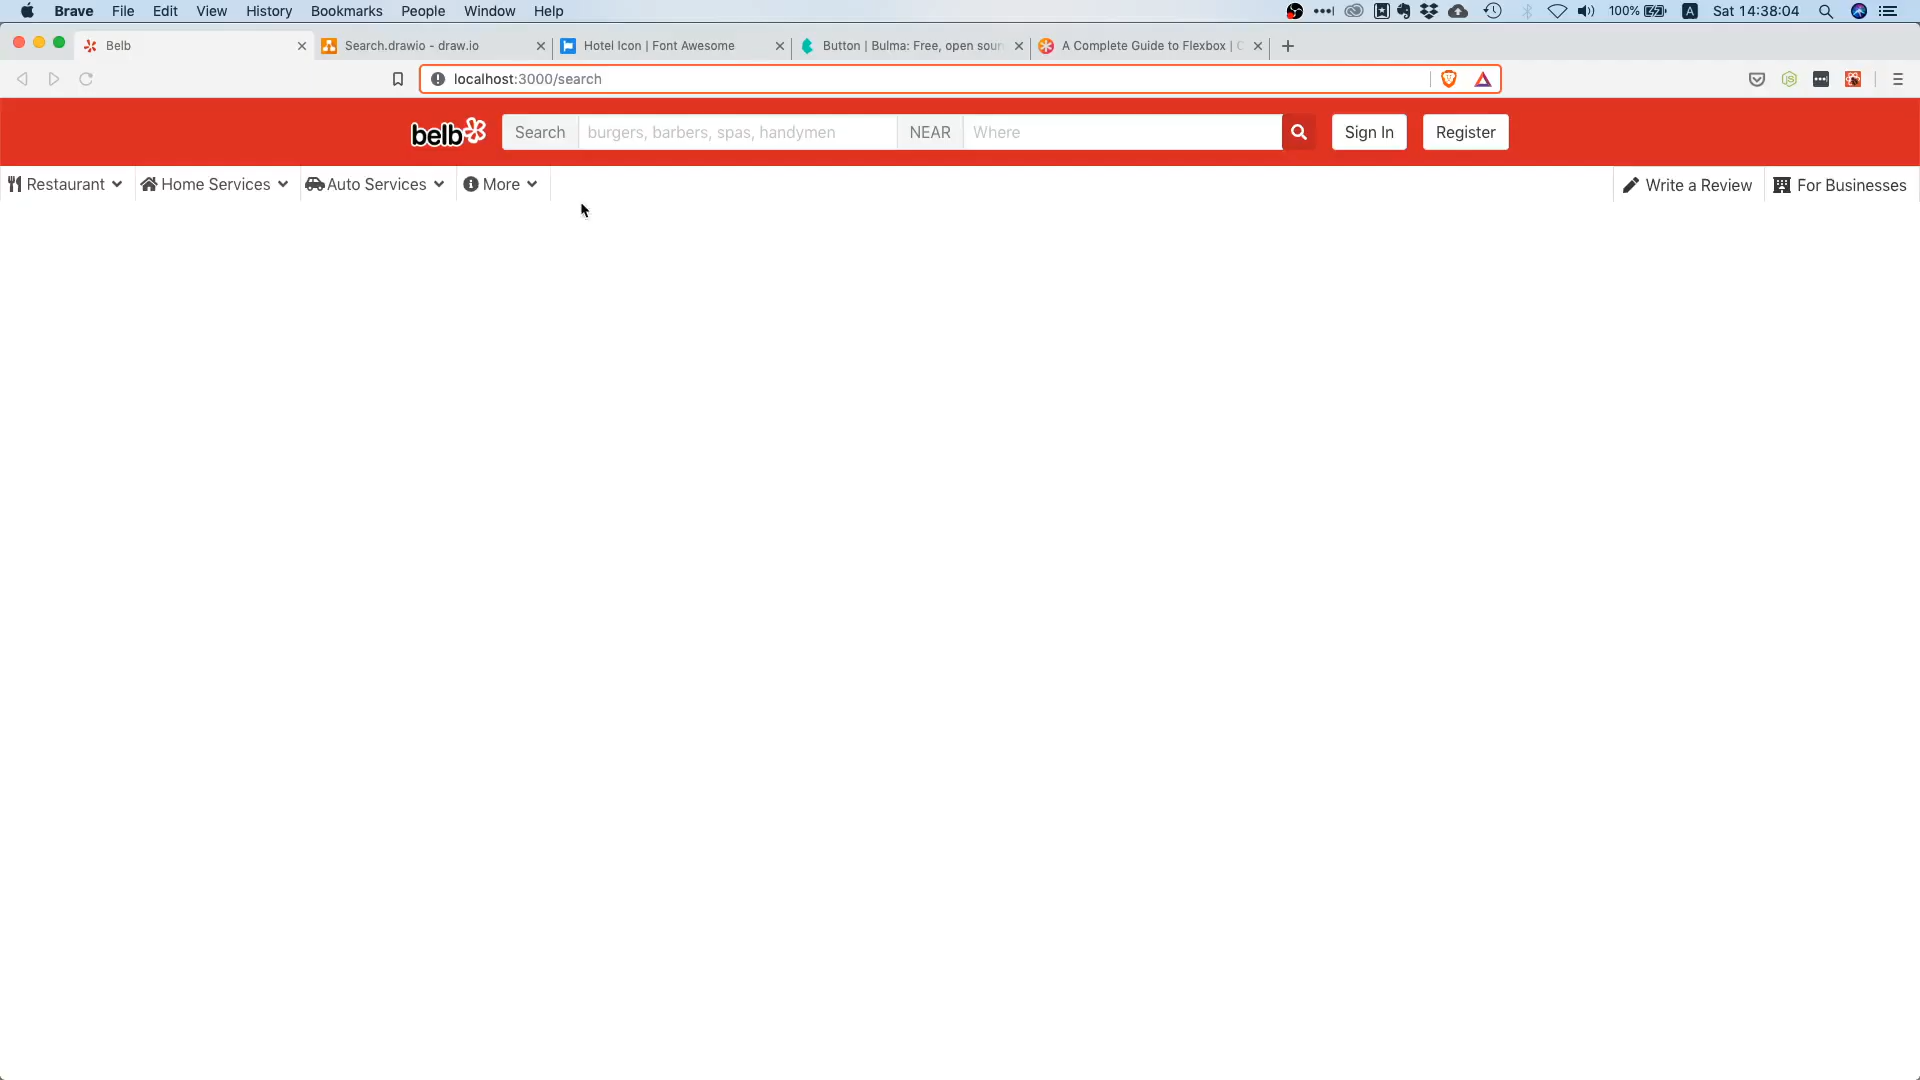 Brave File Edit View History Bookmarks People Window Help 100% A Sat 14:38:04
Belb Search.drawio - draw.io Hotel Icon | Font Awesome Button | Bulma: Free, open sour A Complete Guide to Flexbox | C
localhost:3000/search
belb Search burgers, barbers, spas, handymen NEAR Where Sign In Register
Restaurant Home Services Auto Services More Write a Review For Businesses